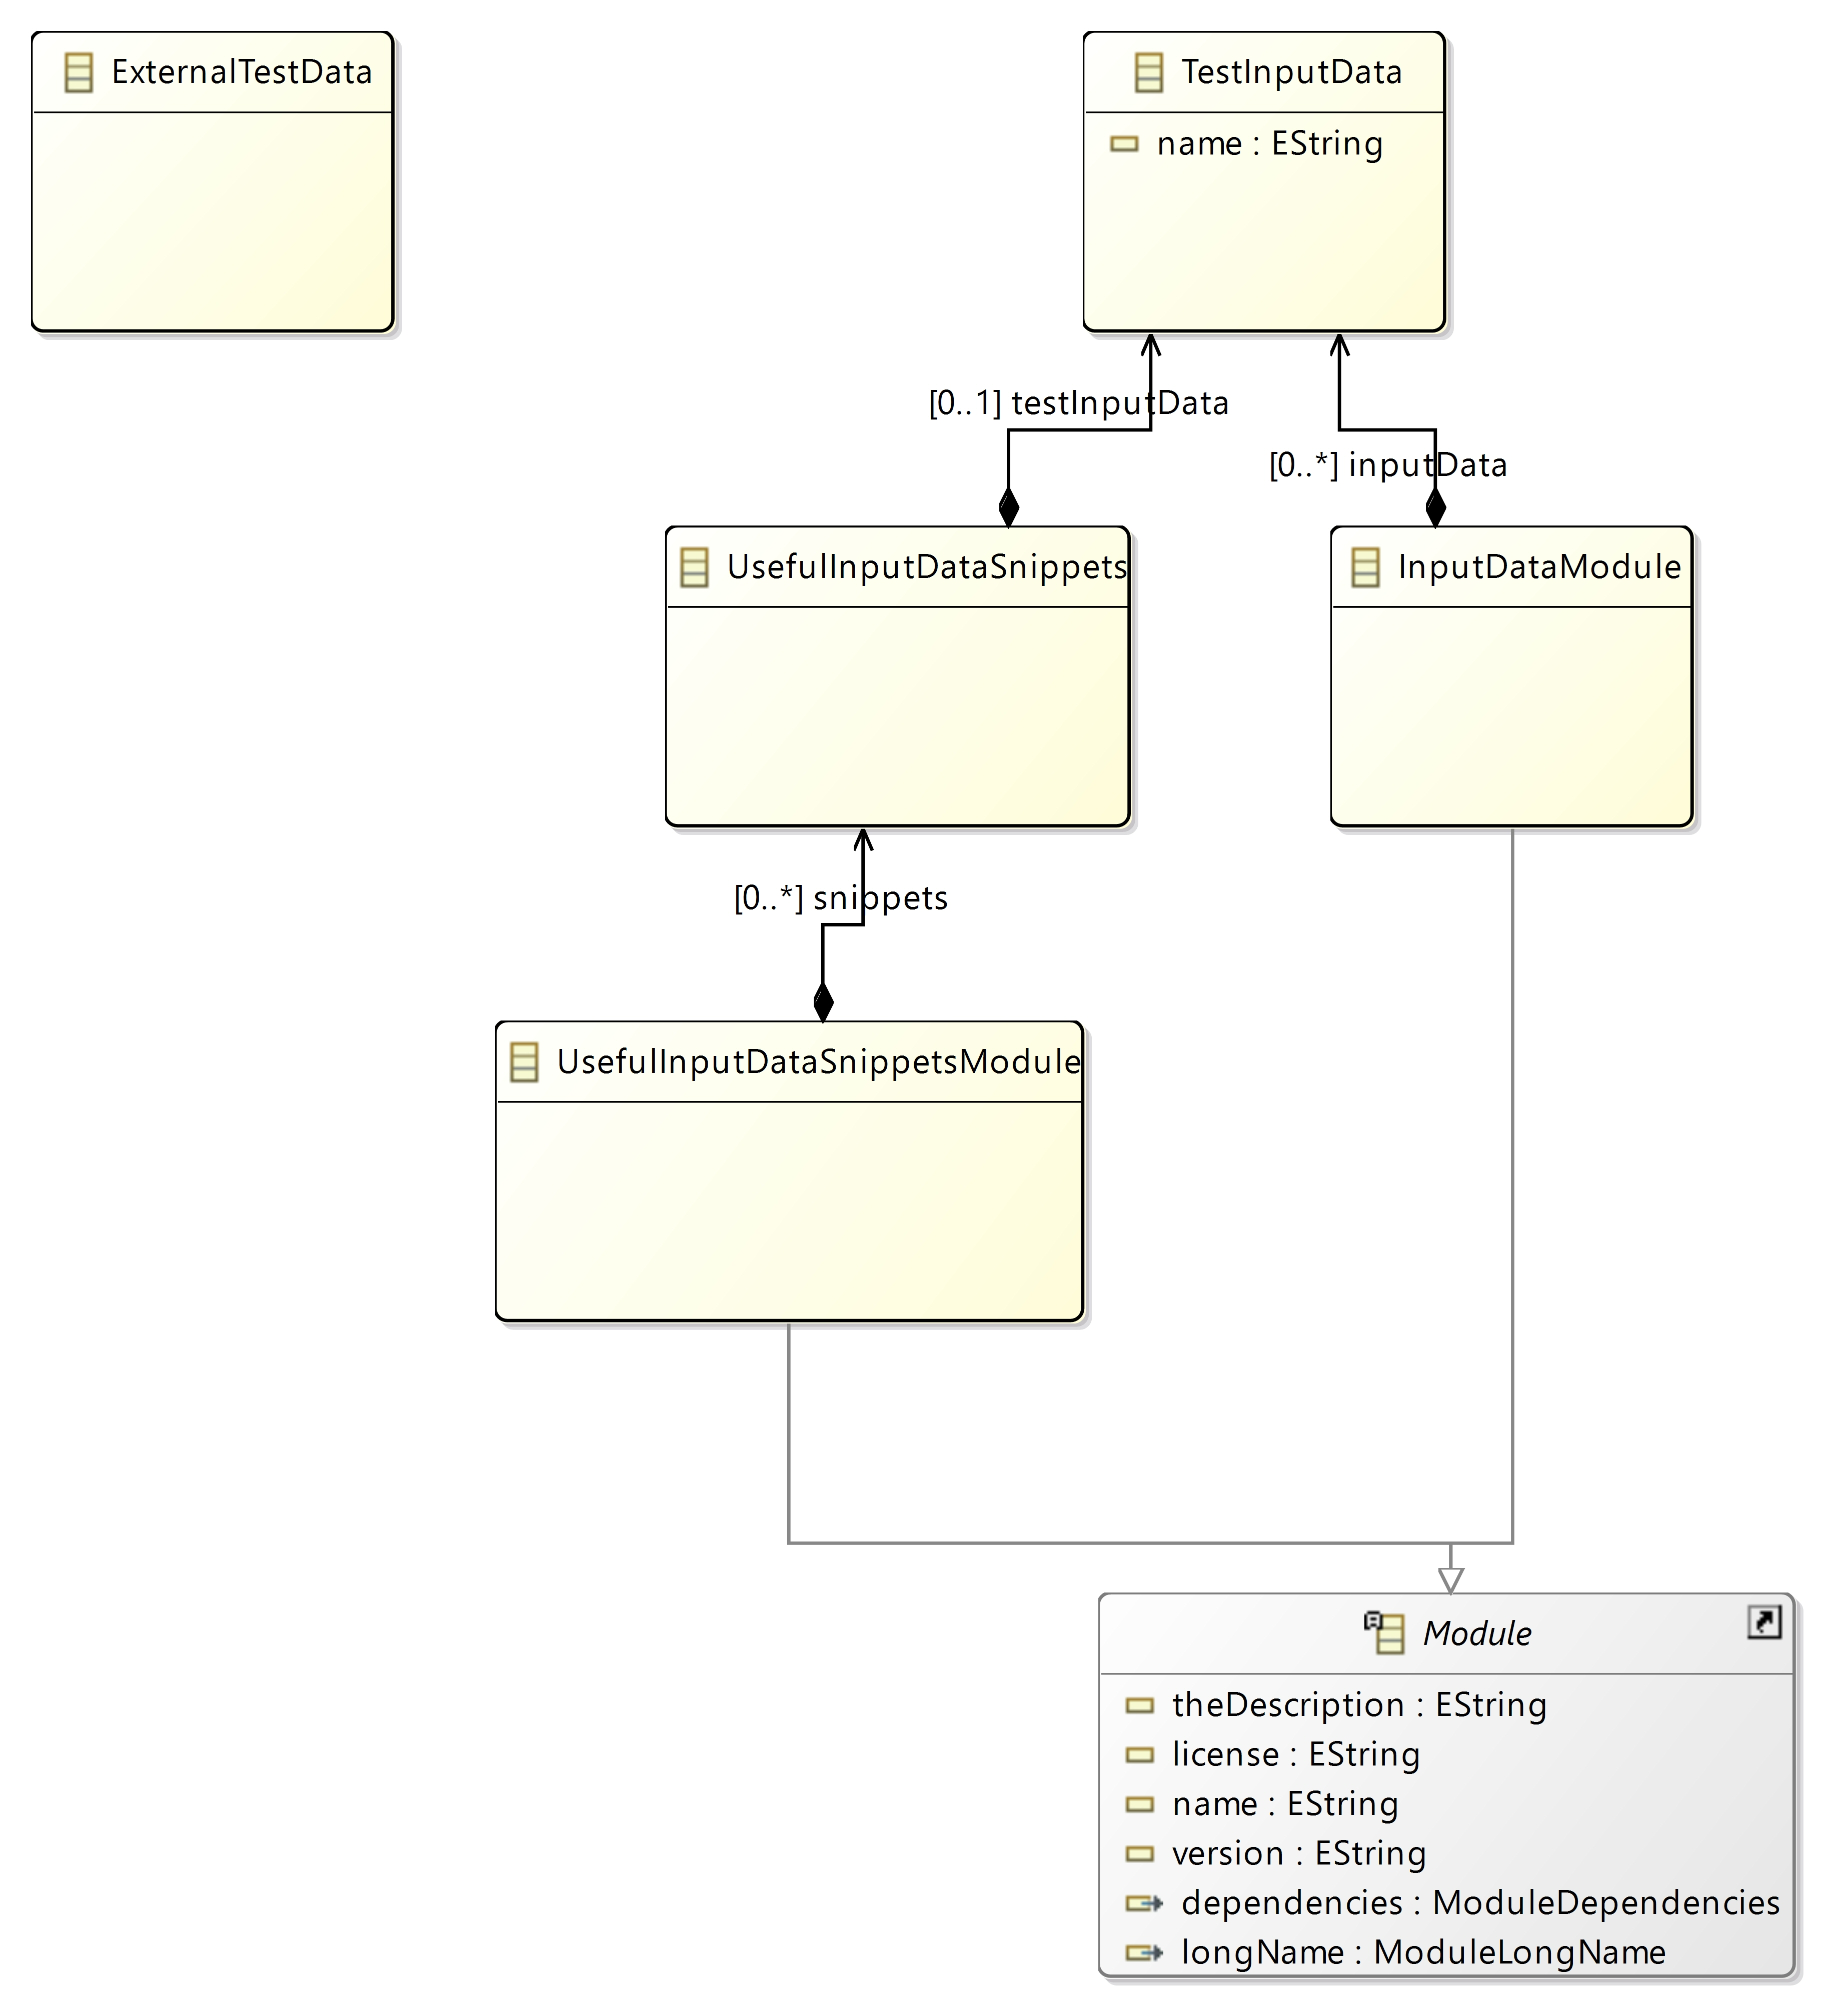 ExternalTestData
TestInputData
name : EString
[0..1] testInputData
[0..*] inputData
UsefulInputDataSnippets
InputDataModule
[0..*] snippets
UsefulInputDataSnippetsModule
Module
theDescription : EString
license : EString
name : EString
version : EString
dependencies : ModuleDependencies
longName : ModuleLongName